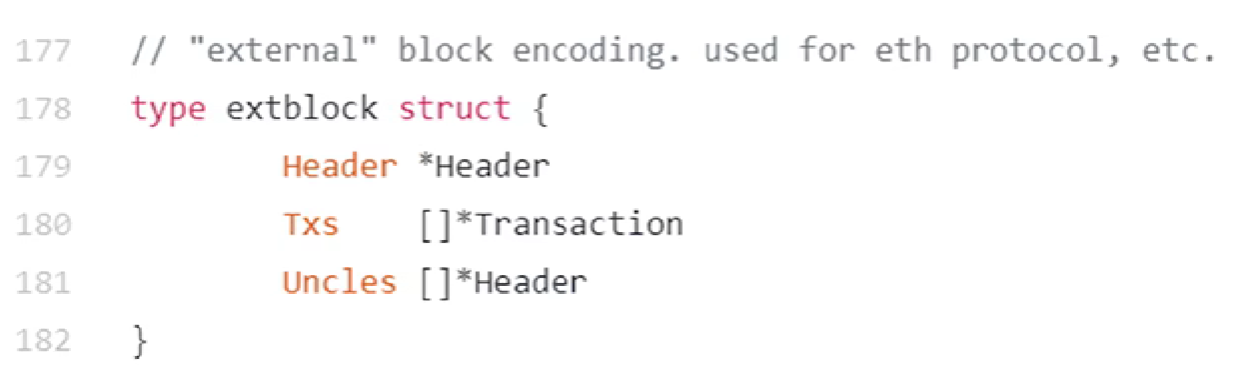 177 // "external" block encoding. used for eth protocol, etc.
178 type extblock struct {
179 Header *Header
180 Txs []*Transaction
181 Uncles []*Header
182 }